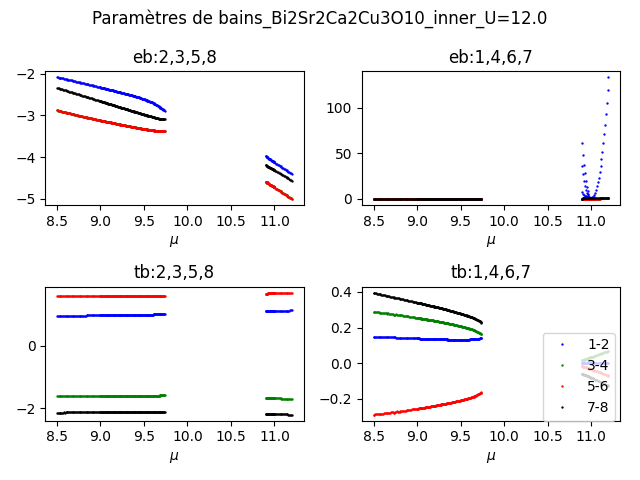 Paramètres de bains_Bi2Sr2Ca2Cu3O10_inner_U=12.0
eb:2,3,5,8
eb:1,4,6,7
−2
−3
−4
−5
100
50
0
8.5 9.0 9.5 10.0 10.5 11.0
8.5 9.0 9.5 10.0 10.5 11.0
μ
μ
tb:2,3,5,8
tb:1,4,6,7
0
−2
0.4
0.2
0.0
−0.2
1-2
3-4
5-6
7-8
8.5 9.0 9.5 10.0 10.5 11.0
8.5 9.0 9.5 10.0 10.5 11.0
μ
μ